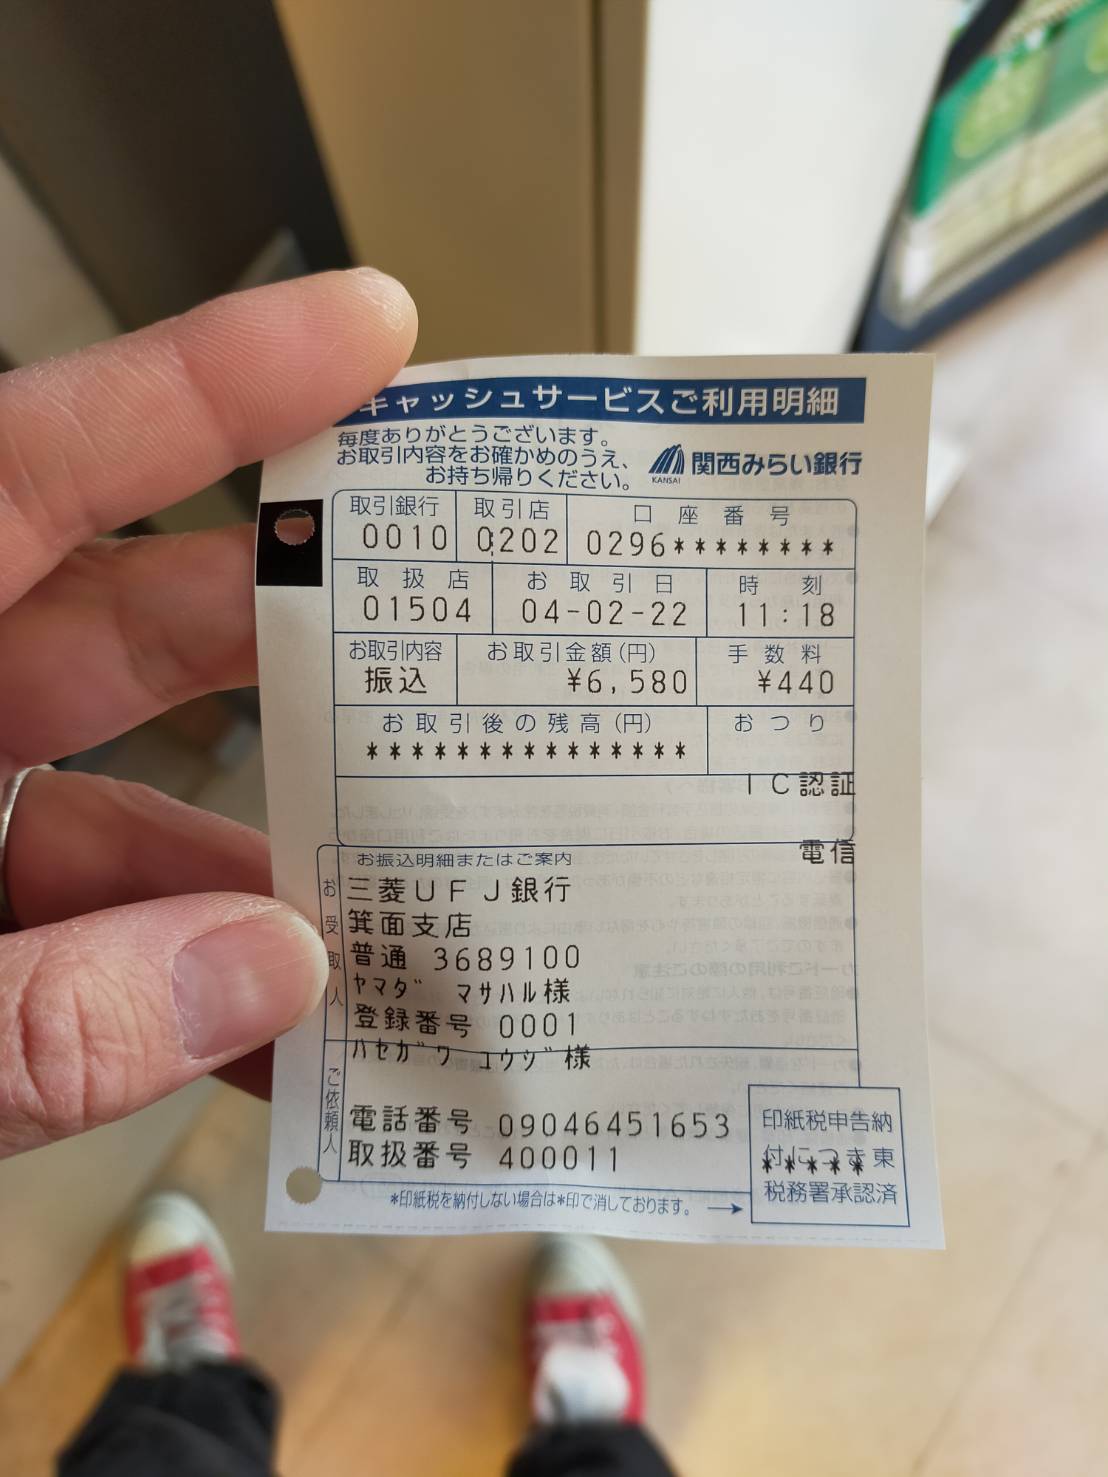 キャッシュサービスご利用明細
毎度ありがとうございます。
お取引内容をお確かめのうえ、
お持ち帰りください。
KANSAI
関西みらい銀行
取引銀行 取引店 口座番号
0010 0202 0296********
取扱店 お取引日 時刻
01504 04-02-22 11:18
お取引内容 お取引金額(円) 手数料
振込 ¥6,580 ¥440
お取引後の残高(円) おつり
***************
IC認証
電信
お振込明細またはご案内
お受取人
三菱UFJ銀行
箕面支店
普通 3689100
ヤマダ マサハル様
登録番号 0001
ご依頼人
ハセガワ ユウジ様
電話番号 09046451653
取扱番号 400011
印紙税申告納
付につき東
*****
税務署承認済
*印紙税を納付しない場合は*印で消しております。 →